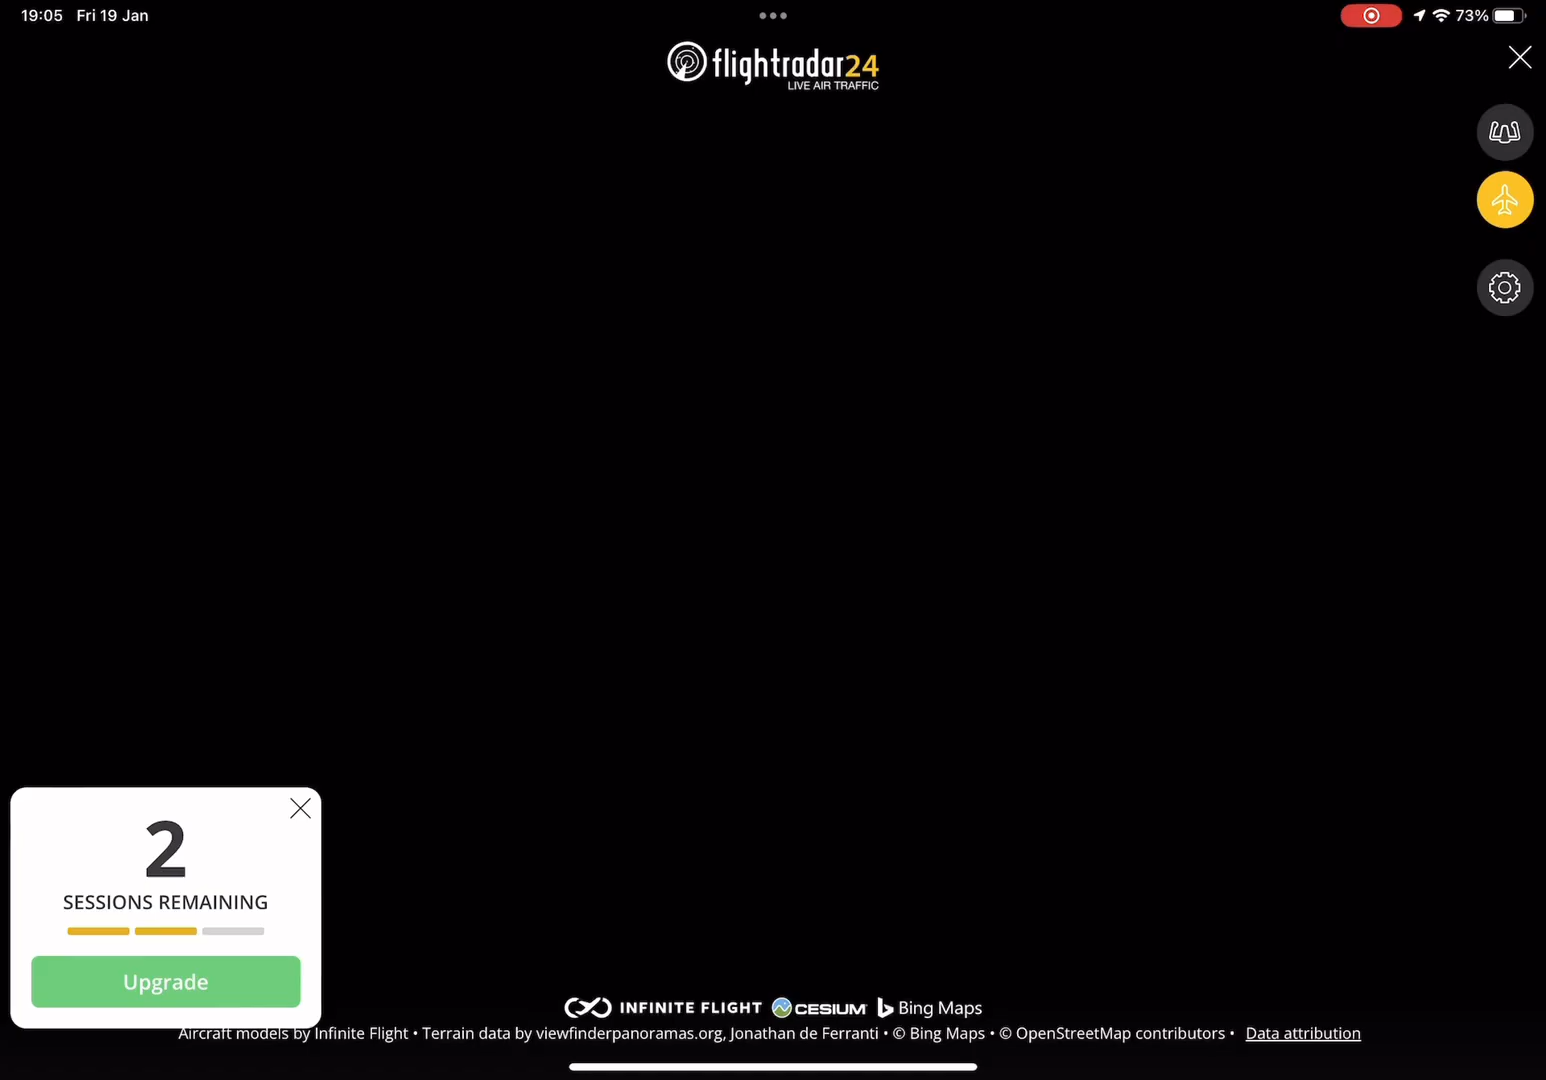 19:05 Fri 19 Jan
73%
flightradar24
LIVE AIR TRAFFIC
2
SESSIONS REMAINING
Upgrade
INFINITE FLIGHT CESIUM Bing Maps
Aircraft models by Infinite Flight • Terrain data by viewfinderpanoramas.org, Jonathan de Ferranti • © Bing Maps • © OpenStreetMap contributors • Data attribution